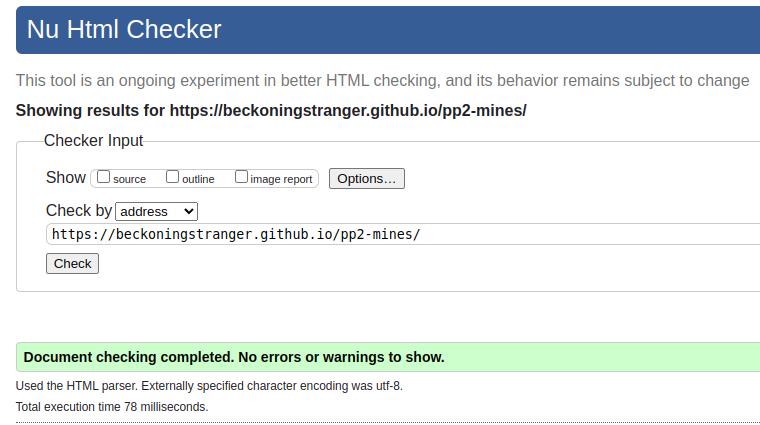 Nu Html Checker
This tool is an ongoing experiment in better HTML checking, and its behavior remains subject to change
Showing results for https://beckoningstranger.github.io/pp2-mines/
Checker Input
Show source outline image report Options...
Check by address
https://beckoningstranger.github.io/pp2-mines/
Check
Document checking completed. No errors or warnings to show.
Used the HTML parser. Externally specified character encoding was utf-8.
Total execution time 78 milliseconds.